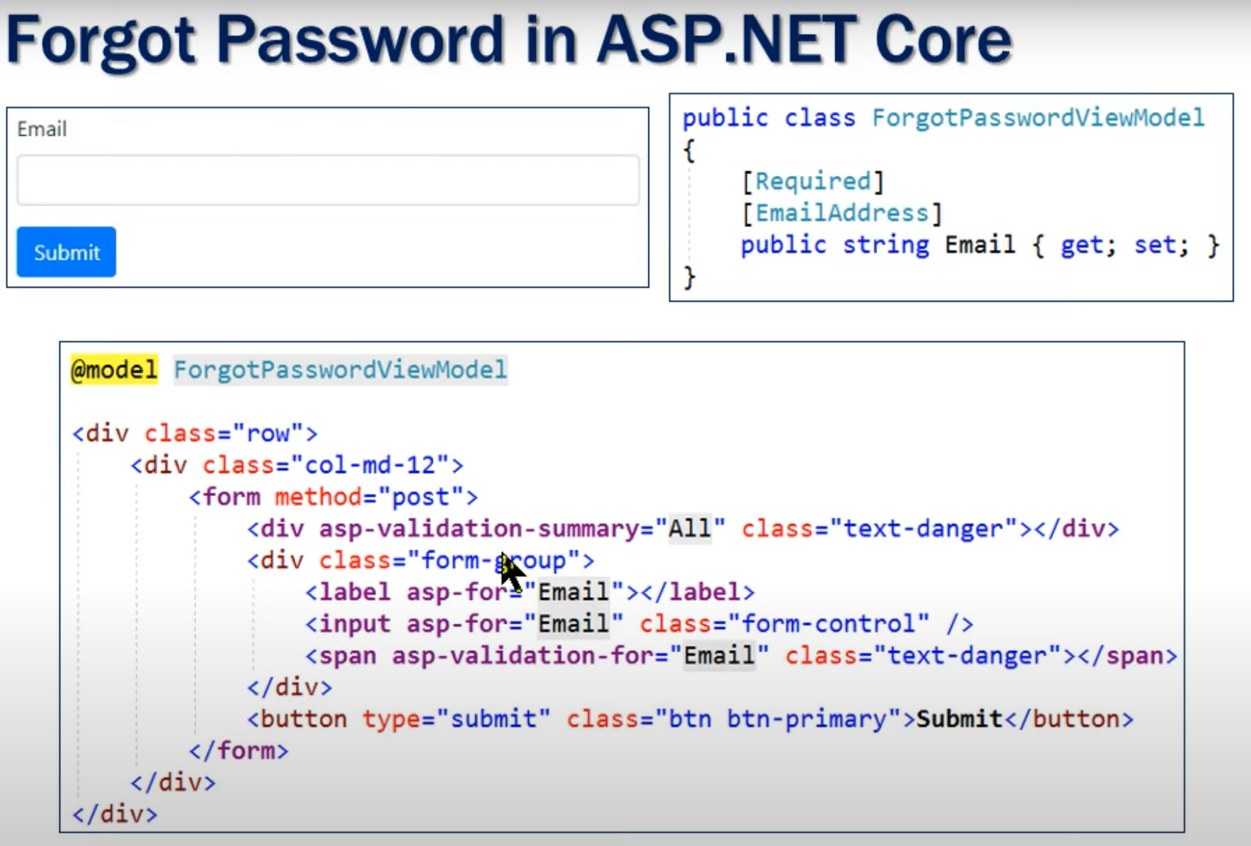 Forgot Password in ASP.NET Core
Email
Submit
public class ForgotPasswordViewModel
{
[Required]
[EmailAddress]
public string Email { get; set; }
}
@model ForgotPasswordViewModel
<div class="row">
<div class="col-md-12">
<form method="post">
<div asp-validation-summary="All" class="text-danger"></div>
<div class="form-group">
<label asp-for="Email"></label>
<input asp-for="Email" class="form-control" />
<span asp-validation-for="Email" class="text-danger"></span>
</div>
<button type="submit" class="btn btn-primary">Submit</button>
</form>
</div>
</div>